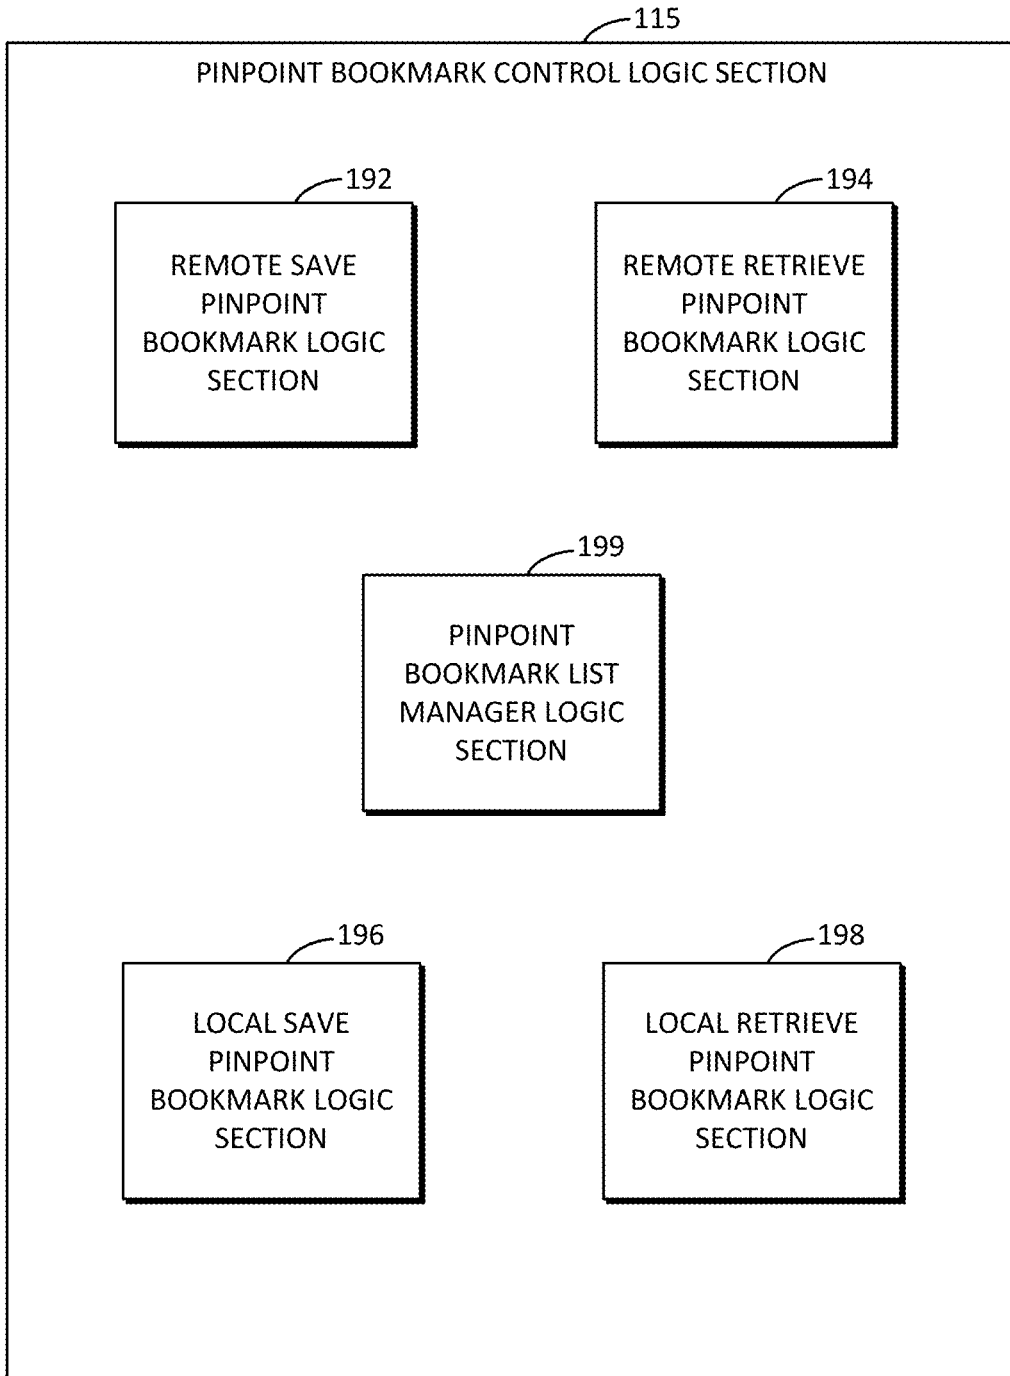 115
PINPOINT BOOKMARK CONTROL LOGIC SECTION
192
REMOTE SAVE
PINPOINT
BOOKMARK LOGIC
SECTION
194
REMOTE RETRIEVE
PINPOINT
BOOKMARK LOGIC
SECTION
199
PINPOINT
BOOKMARK LIST
MANAGER LOGIC
SECTION
196
LOCAL SAVE
PINPOINT
BOOKMARK LOGIC
SECTION
198
LOCAL RETRIEVE
PINPOINT
BOOKMARK LOGIC
SECTION